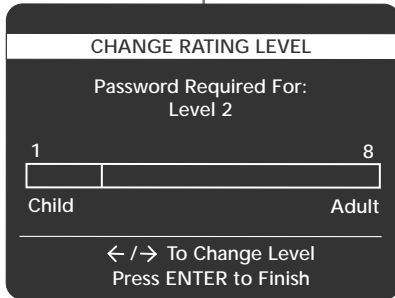 CHANGE RATING LEVEL
Password Required For:
Level 2
1 8
Child Adult
←/→ To Change Level
Press ENTER to Finish